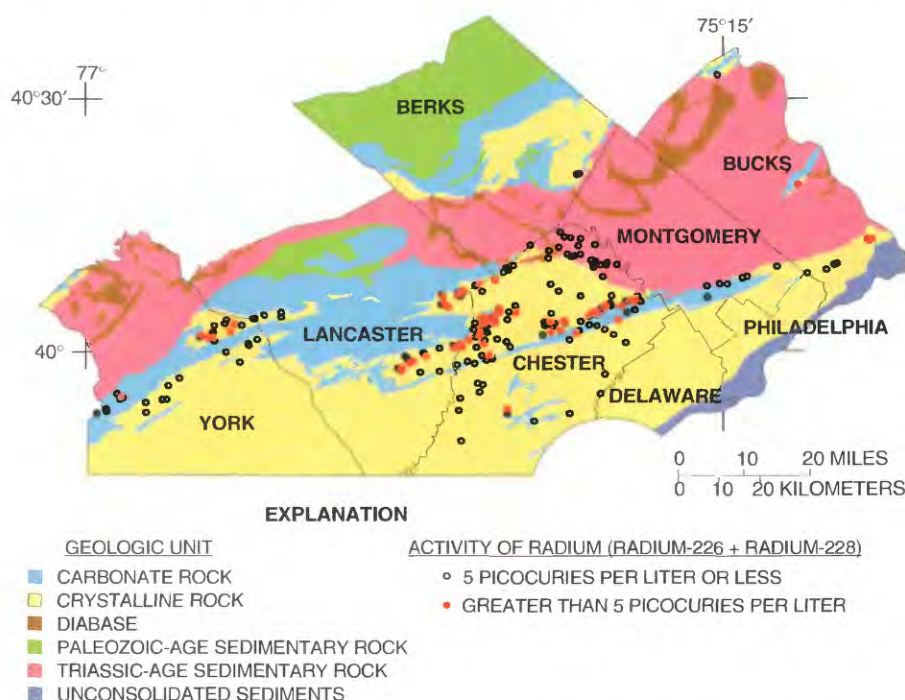 75°15'
77°
40°30'
BERKS
BUCKS
MONTGOMERY
LANCASTER
PHILADELPHIA
40°
CHESTER
DELAWARE
YORK
0 10 20 MILES
0 10 20 KILOMETERS
EXPLANATION
GEOLOGIC UNIT
CARBONATE ROCK
CRYSTALLINE ROCK
DIABASE
PALEOZOIC-AGE SEDIMENTARY ROCK
TRIASSIC-AGE SEDIMENTARY ROCK
UNCONSOLIDATED SEDIMENTS
ACTIVITY OF RADIUM (RADIUM-226 + RADIUM-228)
5 PICOCURIES PER LITER OR LESS
GREATER THAN 5 PICOCURIES PER LITER